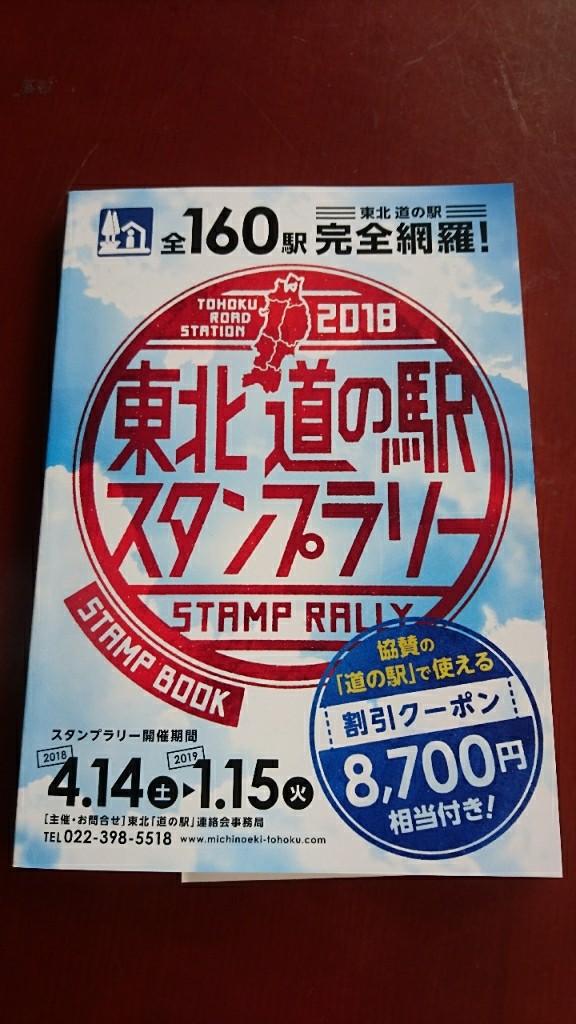 全160駅
東北 道の駅
完全網羅!
TOHOKU
ROAD
STATION
2018
東北 道の駅
スタンプラリー
STAMP RALLY
STAMP BOOK
協賛の
「道の駅」で使える
割引クーポン
8,700円
相当付き!
スタンプラリー開催期間
2018 4.14土▶2019 1.15火
[主催・お問合せ]東北「道の駅」連絡会事務局
TEL022-398-5518 www.michinoeki-tohoku.com